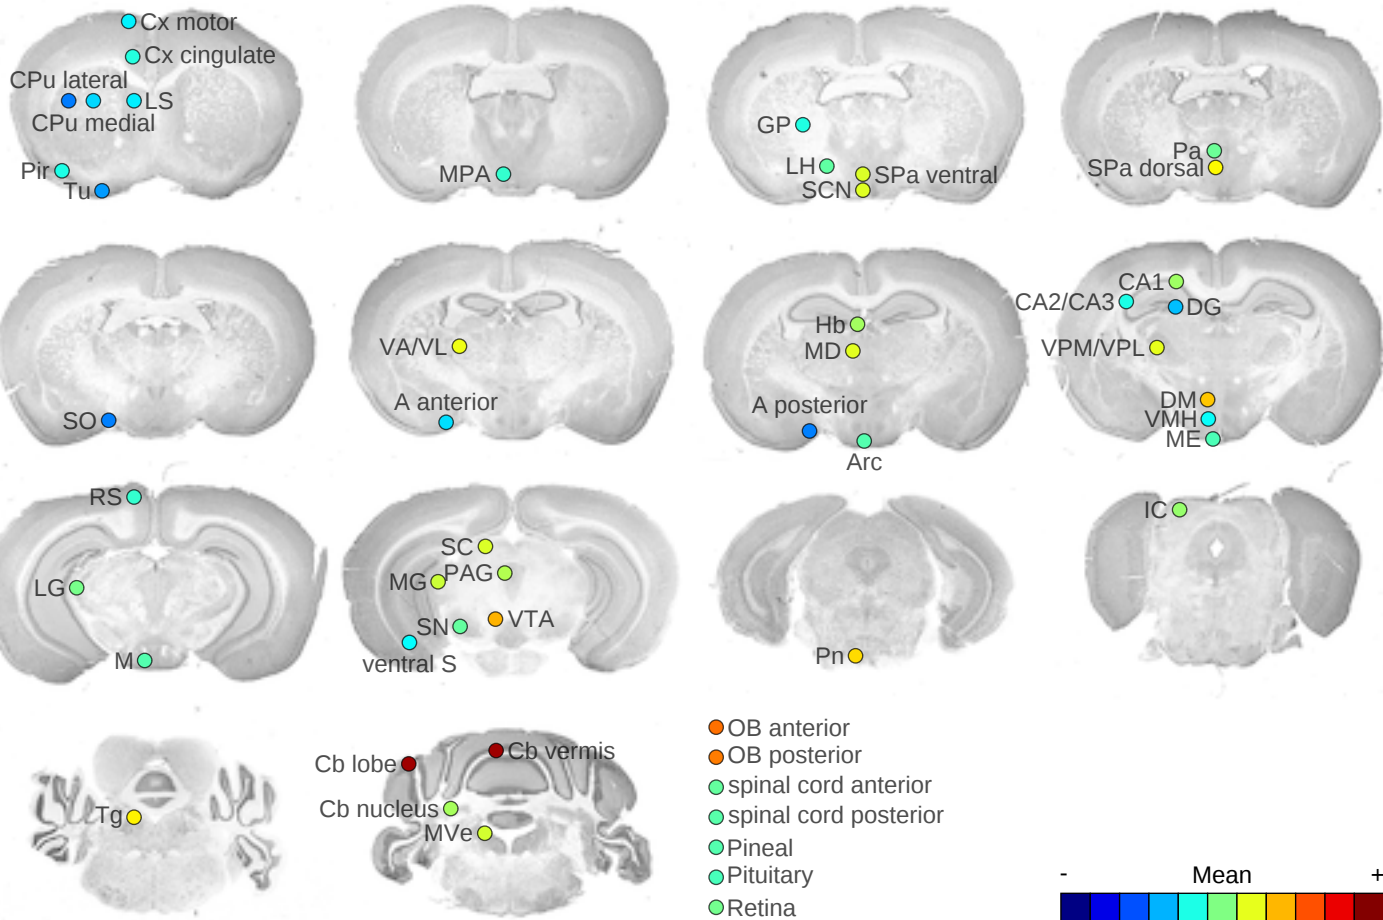 Cx motor
Cx cingulate
CPu lateral
LS
CPu medial
Pir
Tu
MPA
GP
LH
SPa ventral
SCN
Pa
SPa dorsal
SO
VA/VL
A anterior
Hb
MD
A posterior
Arc
CA1
CA2/CA3
DG
VPM/VPL
DM
VMH
ME
RS
LG
M
SC
MG
PAG
SN
VTA
ventral S
Pn
IC
Tg
Cb lobe
Cb vermis
Cb nucleus
MVe
OB anterior
OB posterior
spinal cord anterior
spinal cord posterior
Pineal
Pituitary
Retina
- Mean +